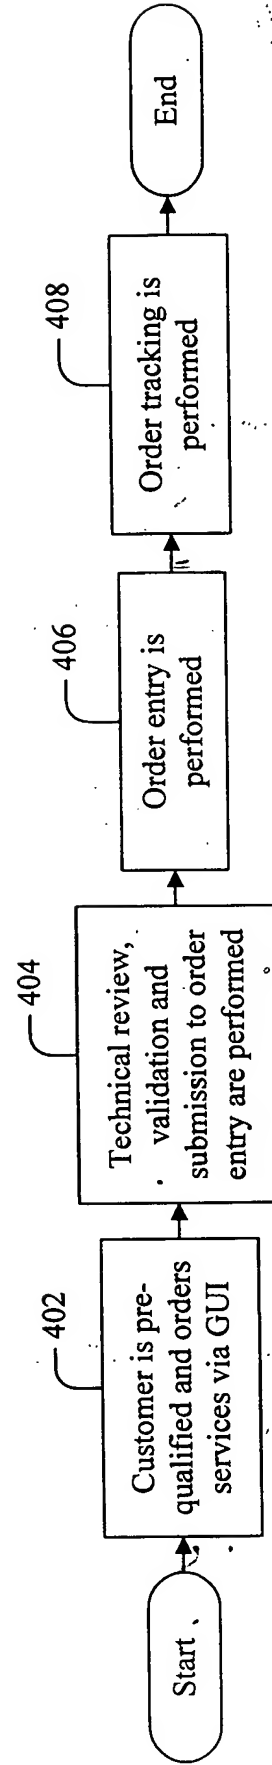 Start
402
Customer is pre-
qualified and orders
services via GUI
404
Technical review,
validation and
submission to order
entry are performed
406
Order entry is
performed
408
Order tracking is
performed
End